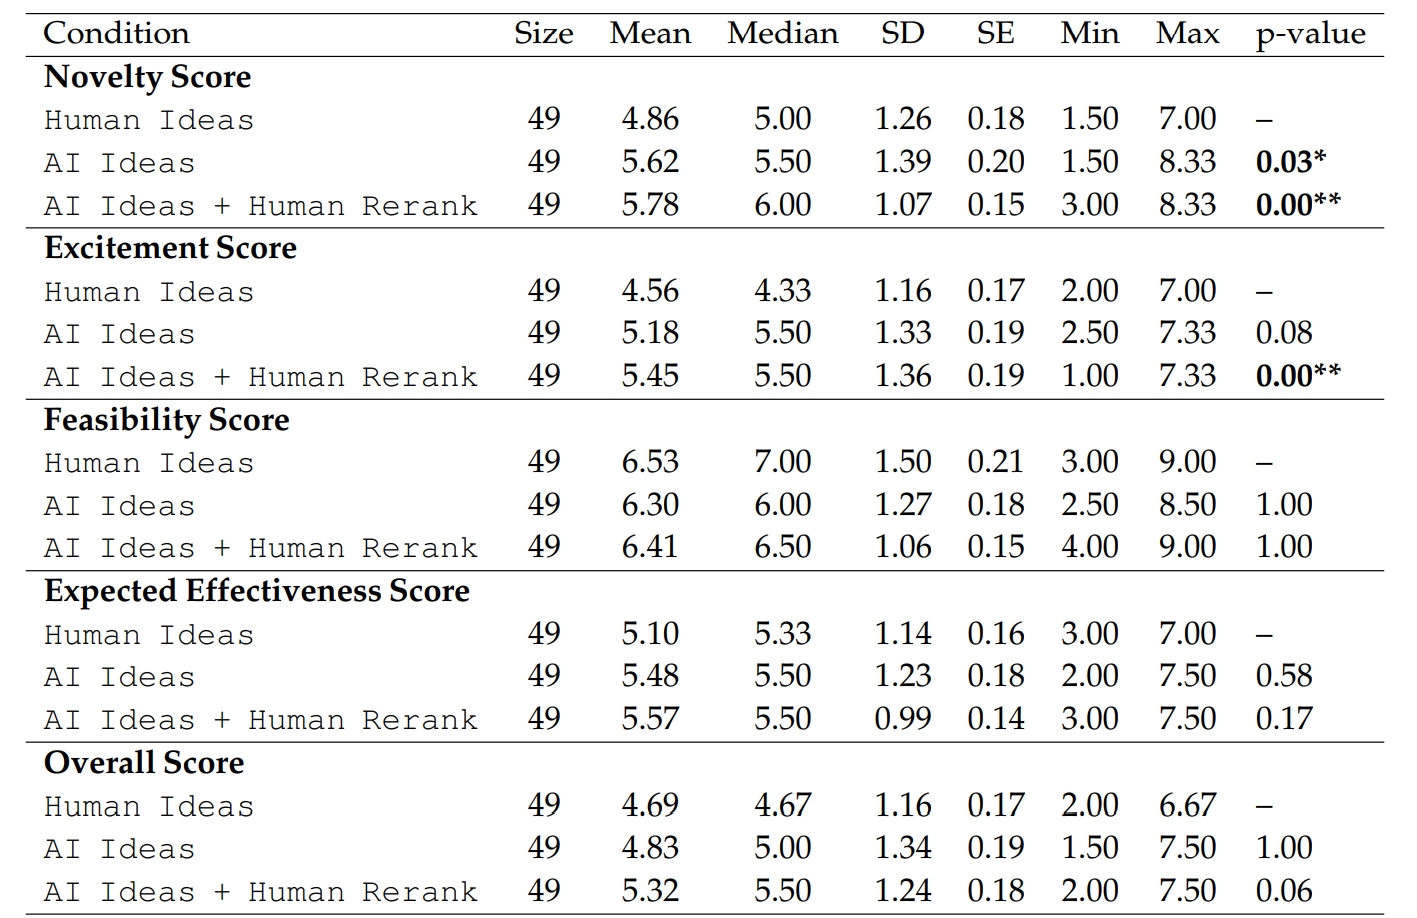 Condition Size Mean Median SD SE Min Max p-value
Novelty Score
Human Ideas 49 4.86 5.00 1.26 0.18 1.50 7.00 –
AI Ideas 49 5.62 5.50 1.39 0.20 1.50 8.33 0.03*
AI Ideas + Human Rerank 49 5.78 6.00 1.07 0.15 3.00 8.33 0.00**
Excitement Score
Human Ideas 49 4.56 4.33 1.16 0.17 2.00 7.00 –
AI Ideas 49 5.18 5.50 1.33 0.19 2.50 7.33 0.08
AI Ideas + Human Rerank 49 5.45 5.50 1.36 0.19 1.00 7.33 0.00**
Feasibility Score
Human Ideas 49 6.53 7.00 1.50 0.21 3.00 9.00 –
AI Ideas 49 6.30 6.00 1.27 0.18 2.50 8.50 1.00
AI Ideas + Human Rerank 49 6.41 6.50 1.06 0.15 4.00 9.00 1.00
Expected Effectiveness Score
Human Ideas 49 5.10 5.33 1.14 0.16 3.00 7.00 –
AI Ideas 49 5.48 5.50 1.23 0.18 2.00 7.50 0.58
AI Ideas + Human Rerank 49 5.57 5.50 0.99 0.14 3.00 7.50 0.17
Overall Score
Human Ideas 49 4.69 4.67 1.16 0.17 2.00 6.67 –
AI Ideas 49 4.83 5.00 1.34 0.19 1.50 7.50 1.00
AI Ideas + Human Rerank 49 5.32 5.50 1.24 0.18 2.00 7.50 0.06